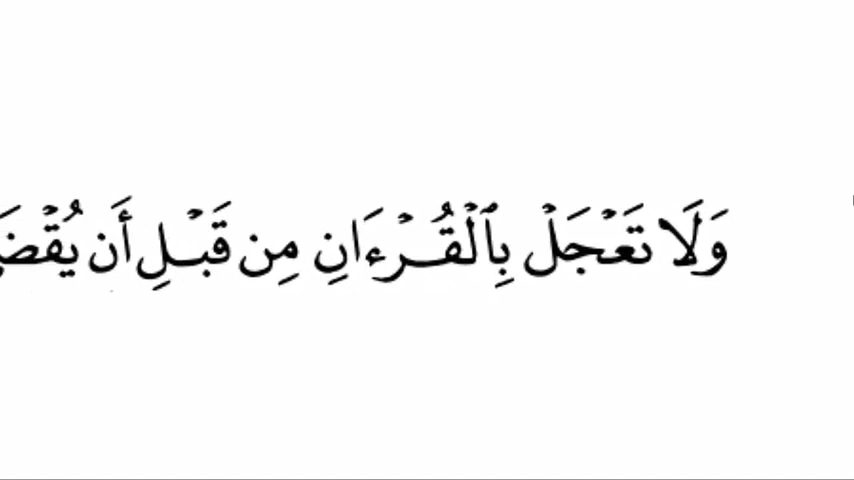 وَلَا تَعْجَلْ بِٱلْقُرْءَانِ مِن قَبْلِ أَن يُقْضَ